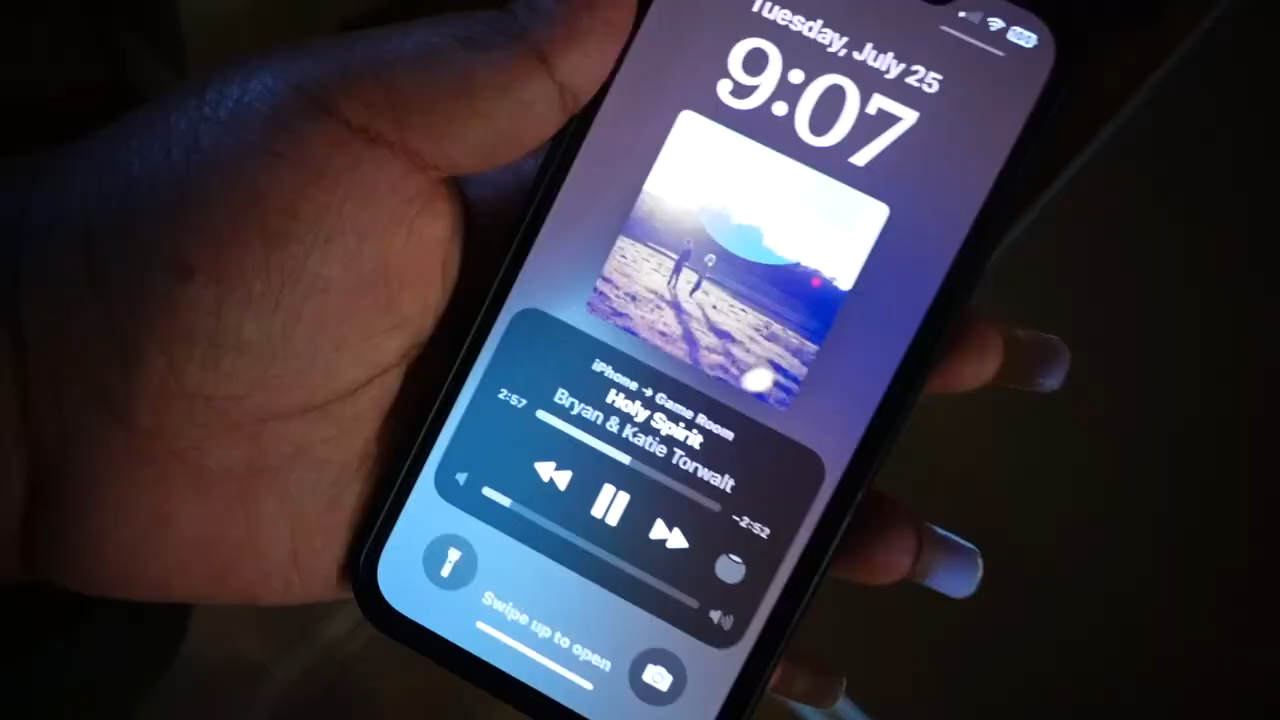 Tuesday, July 25
9:07
iPhone → Game Room
Holy Spirit
Bryan & Katie Torwalt
2:57
-2:52
Swipe up to open